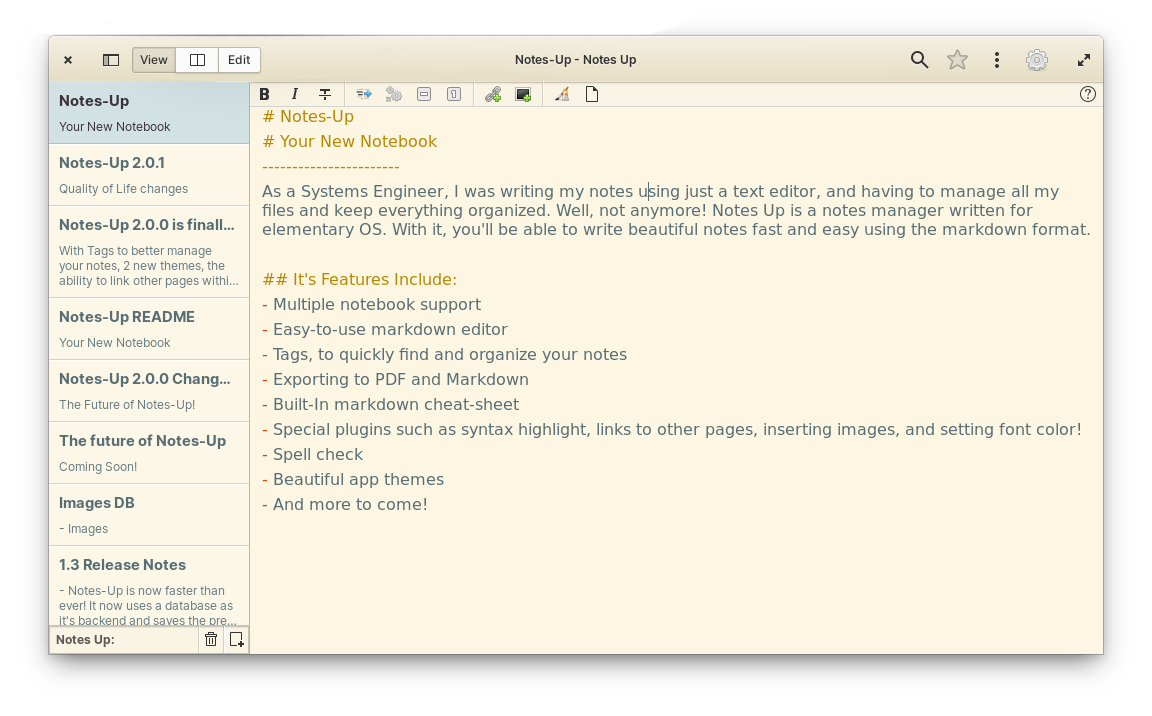 View
Edit
Notes-Up - Notes Up
Notes-Up
Your New Notebook
Notes-Up 2.0.1
Quality of Life changes
Notes-Up 2.0.0 is finall...
With Tags to better manage
your notes, 2 new themes, the
ability to link other pages withi...
Notes-Up README
Your New Notebook
Notes-Up 2.0.0 Chang...
The Future of Notes-Up!
The future of Notes-Up
Coming Soon!
Images DB
- Images
1.3 Release Notes
- Notes-Up is now faster than
ever! It now uses a database as
it's backend and saves the pre...
Notes Up:
B I T
# Notes-Up
# Your New Notebook
-----------------------
As a Systems Engineer, I was writing my notes using just a text editor, and having to manage all my
files and keep everything organized. Well, not anymore! Notes Up is a notes manager written for
elementary OS. With it, you'll be able to write beautiful notes fast and easy using the markdown format.
## It's Features Include:
- Multiple notebook support
- Easy-to-use markdown editor
- Tags, to quickly find and organize your notes
- Exporting to PDF and Markdown
- Built-In markdown cheat-sheet
- Special plugins such as syntax highlight, links to other pages, inserting images, and setting font color!
- Spell check
- Beautiful app themes
- And more to come!